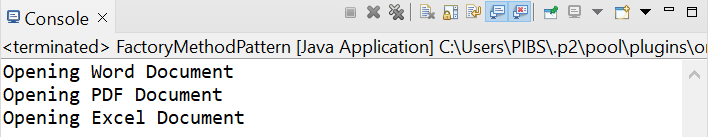 Console
<terminated> FactoryMethodPattern [Java Application] C:\Users\PIBS\.p2\pool\plugins\o
Opening Word Document
Opening PDF Document
Opening Excel Document